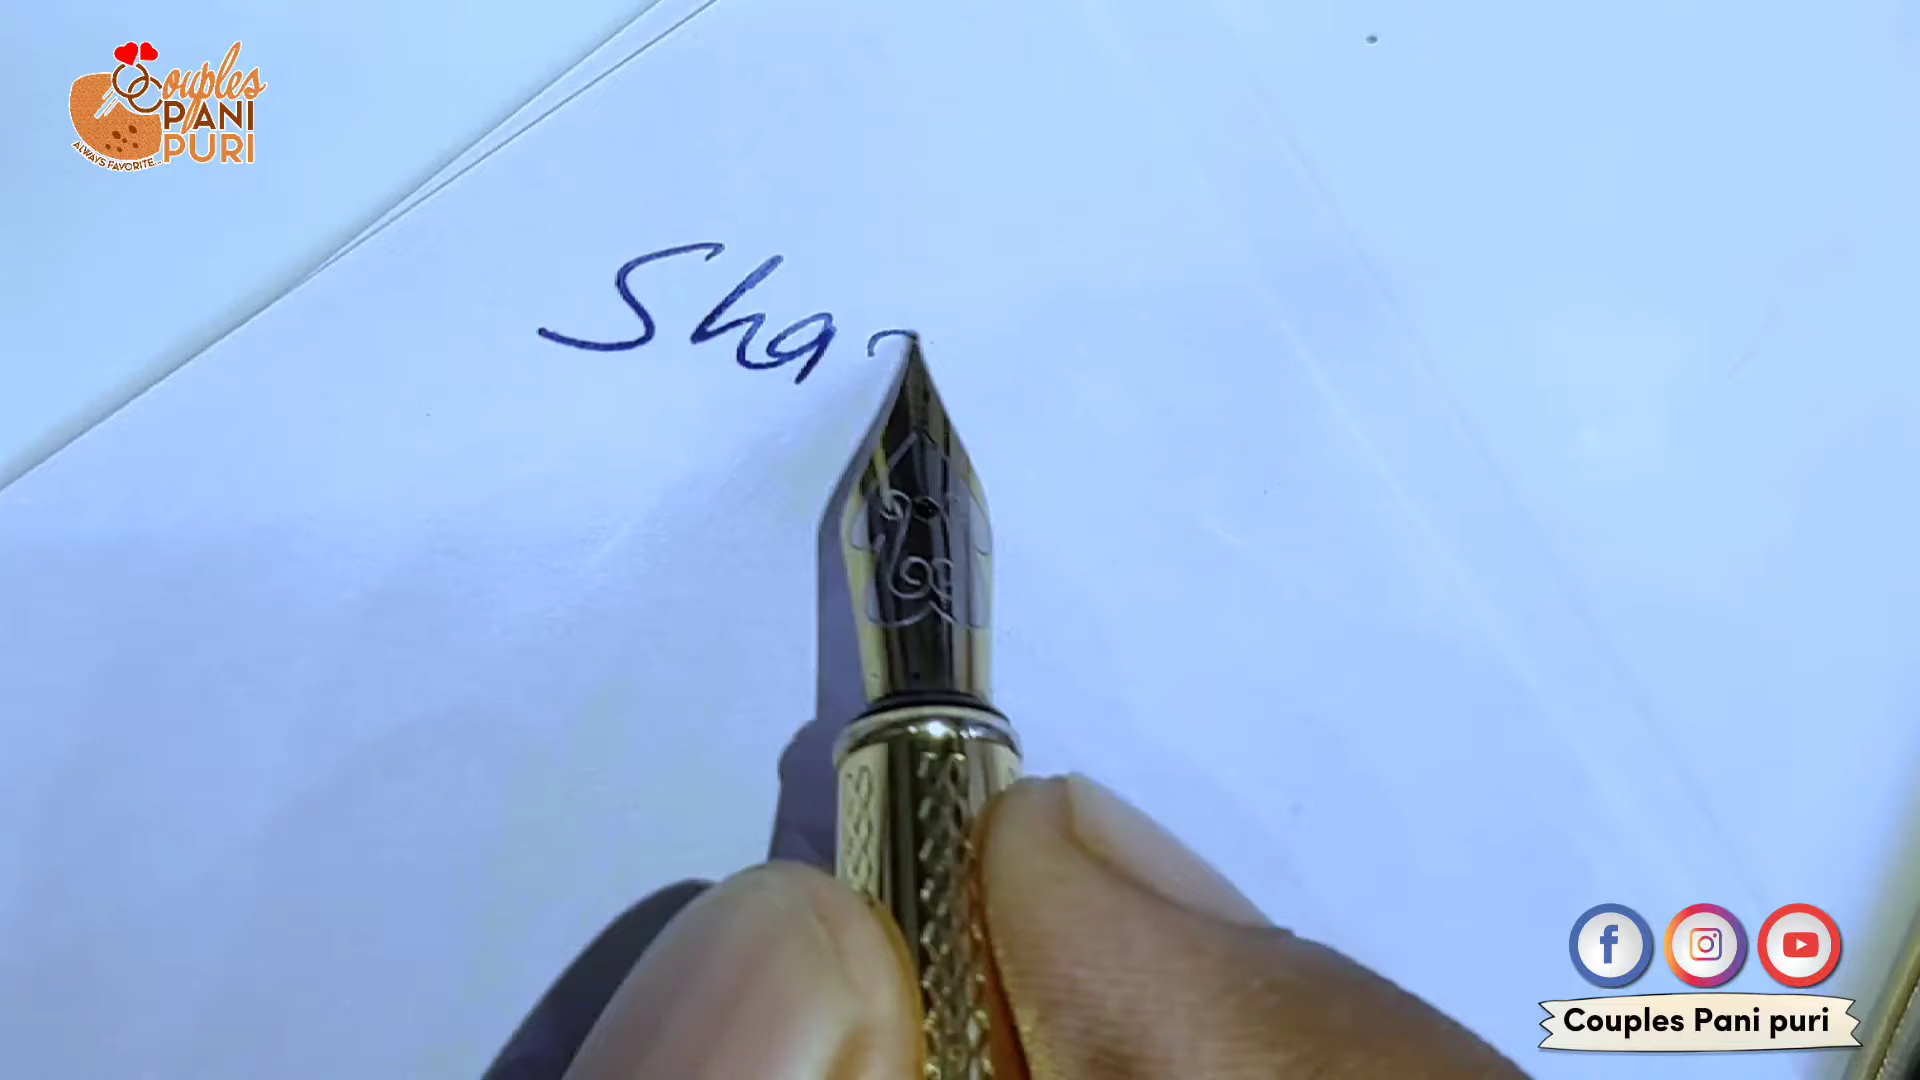 Couples
PANI
PURI
ALWAYS FAVORITE...
Sha
Couples Pani puri